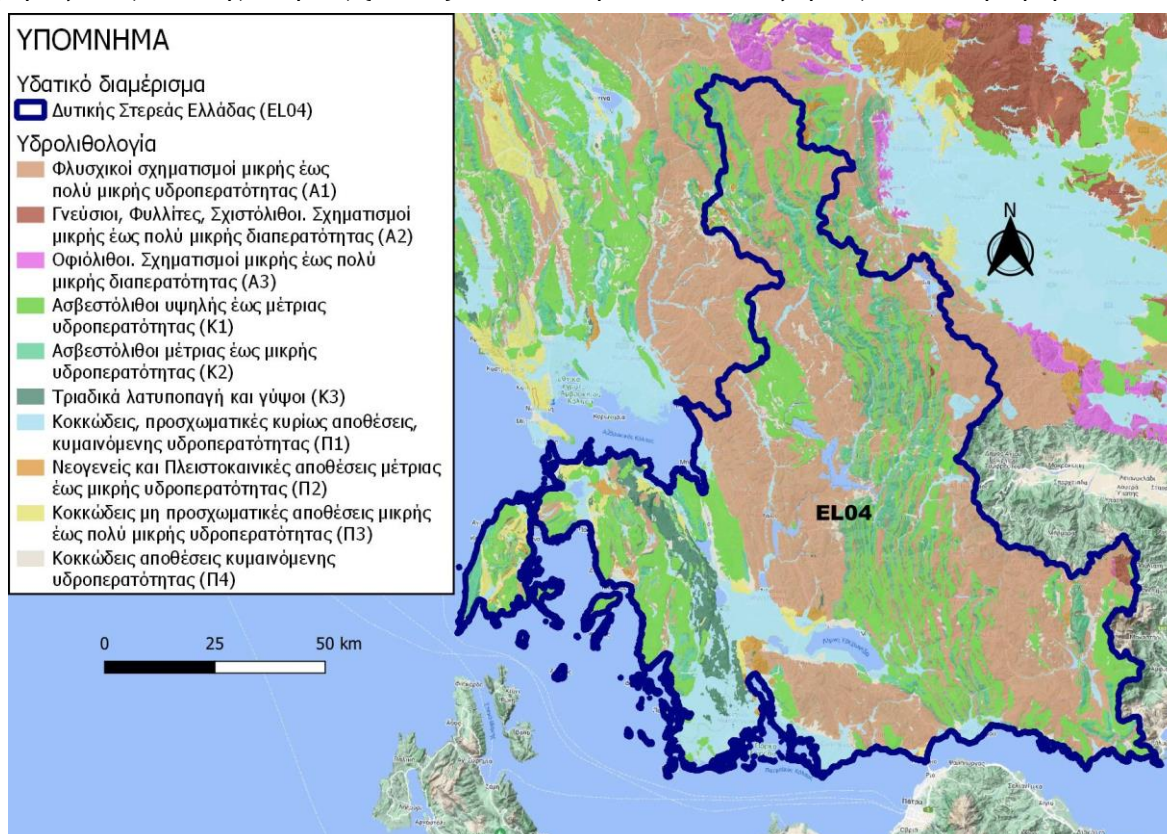 ΥΠΟΜΝΗΜΑ
Υδατικό διαμέρισμα
Δυτικής Στερεάς Ελλάδας (EL04)
Υδρολιθολογία
Φλυσχικοί σχηματισμοί μικρής έως
πολύ μικρής υδροπερατότητας (Α1)
Γνεύσιοι, Φυλλίτες, Σχιστόλιθοι. Σχηματισμοί
μικρής έως πολύ μικρής διαπερατότητας (Α2)
Οφιόλιθοι. Σχηματισμοί μικρής έως πολύ
μικρής διαπερατότητας (Α3)
Ασβεστόλιθοι υψηλής έως μέτριας
υδροπερατότητας (Κ1)
Ασβεστόλιθοι μέτριας έως μικρής
υδροπερατότητας (Κ2)
Τριαδικά λατυποπαγή και γύψοι (Κ3)
Κοκκώδεις, προσχωματικές κυρίως αποθέσεις,
κυμαινόμενης υδροπερατότητας (Π1)
Νεογενείς και Πλειστοκαινικές αποθέσεις μέτριας
έως μικρής υδροπερατότητας (Π2)
Κοκκώδεις μη προσχωματικές αποθέσεις μικρής
έως πολύ μικρής υδροπερατότητας (Π3)
Κοκκώδεις αποθέσεις κυμαινόμενης
υδροπερατότητας (Π4)
N
EL04
0 25 50 km
Πάτρα
Ρίο